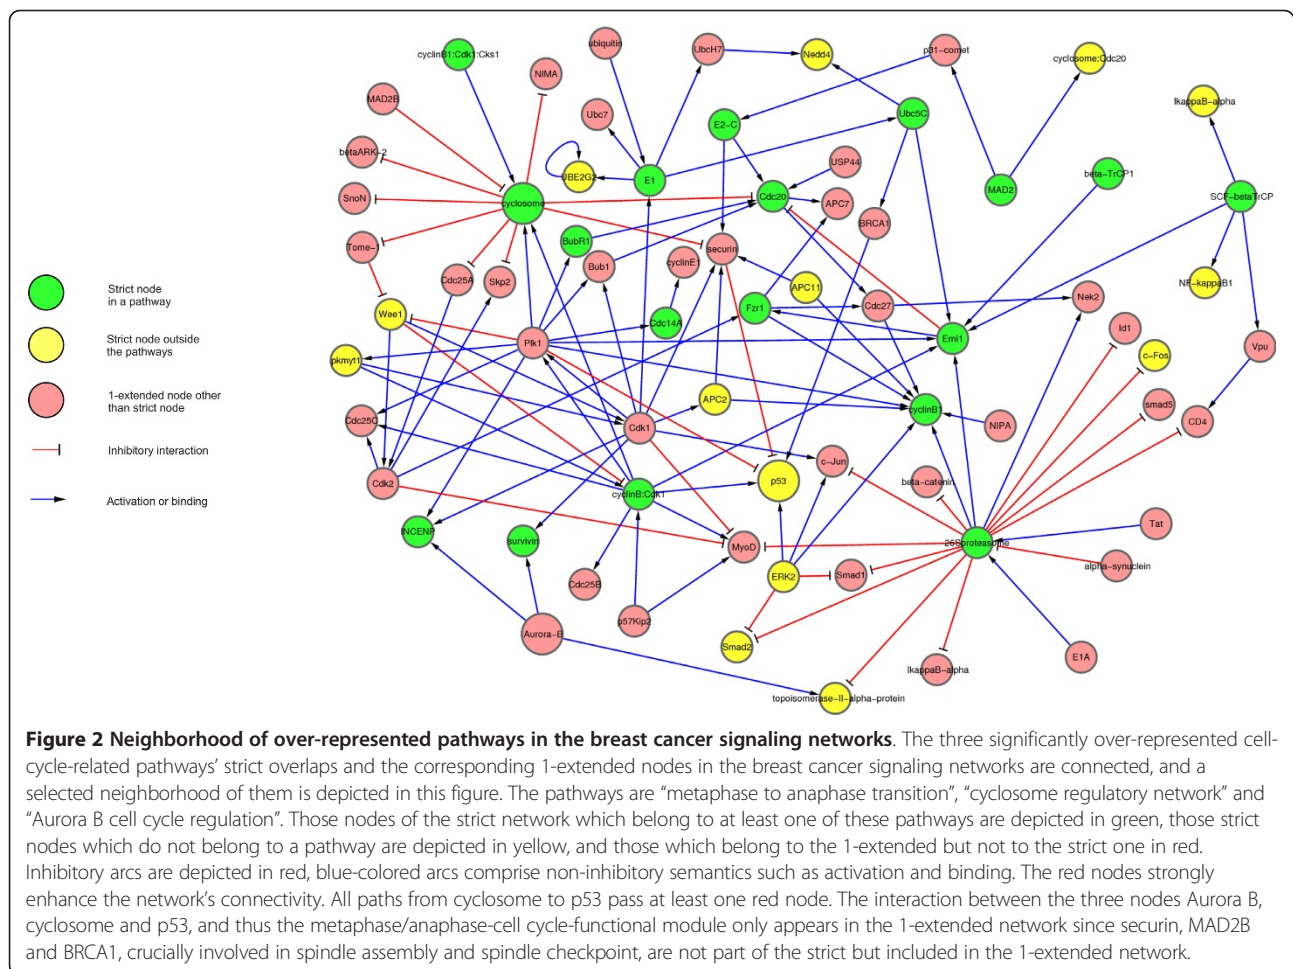 cyclinB1:Cdk1:Cks1
ubiquitin
UbcH7
Nedd4
p31-comet
cyclosome:Cdc20
NIMA
MAD2B
Ubc7
E2-C
Ubc5C
IkappaB-alpha
betaARK-2
UBE2G2
E1
USP44
MAD2
beta-TrCP1
SCF-betaTrCP
SnoN
cyclosome
Cdc20
APC7
BRCA1
Tome-
BubR1
Bub1
cyclinE1
securin
Cdc25A
Skp2
APC11
NF-kappaB1
Strict node
in a pathway
Wee1
Cdc14A
Fzr1
Cdc27
Nek2
Id1
Strict node outside
the pathways
pkmyt1
Plk1
Emi1
c-Fos
Vpu
1-extended node other
than strict node
Cdc25C
Cdk1
APC2
cyclinB1
NIPA
smad5
CD4
Inhibitory interaction
Cdk2
cyclinB:Cdk1
p53
c-Jun
beta-catenin
Activation or binding
INCENP
survivin
MyoD
26Sproteasome
Tat
Cdc25B
ERK2
Smad1
alpha-synuclein
Aurora-B
p57Kip2
Smad2
IkappaB-alpha
E1A
topoisomerase-II-alpha-protein
Figure 2 Neighborhood of over-represented pathways in the breast cancer signaling networks. The three significantly over-represented cell-
cycle-related pathways’ strict overlaps and the corresponding 1-extended nodes in the breast cancer signaling networks are connected, and a
selected neighborhood of them is depicted in this figure. The pathways are “metaphase to anaphase transition”, “cyclosome regulatory network” and
“Aurora B cell cycle regulation”. Those nodes of the strict network which belong to at least one of these pathways are depicted in green, those strict
nodes which do not belong to a pathway are depicted in yellow, and those which belong to the 1-extended but not to the strict one in red.
Inhibitory arcs are depicted in red, blue-colored arcs comprise non-inhibitory semantics such as activation and binding. The red nodes strongly
enhance the network’s connectivity. All paths from cyclosome to p53 pass at least one red node. The interaction between the three nodes Aurora B,
cyclosome and p53, and thus the metaphase/anaphase-cell cycle-functional module only appears in the 1-extended network since securin, MAD2B
and BRCA1, crucially involved in spindle assembly and spindle checkpoint, are not part of the strict but included in the 1-extended network.